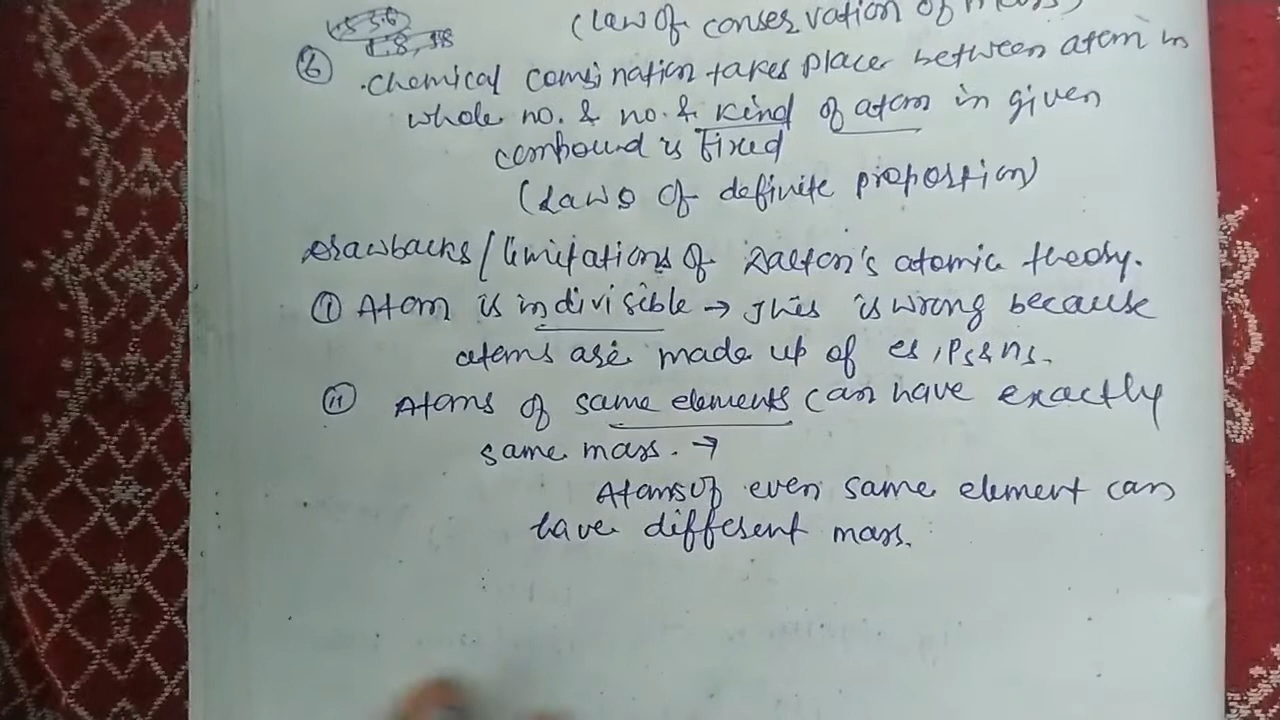 (Law of conservation of mass)
⑥ .chemical combination takes place between atom in
whole no. & no. & kind of atom in given
compound is fixed
(Laws of definite proportion)
Drawbacks/limitations of Dalton's atomic theory.
① Atom is indivisible → This is wrong because
atoms are made up of es, Ps & ns.
⑪ Atoms of same elements can have exactly
same mass. →
Atoms of even same element can
have different mass.